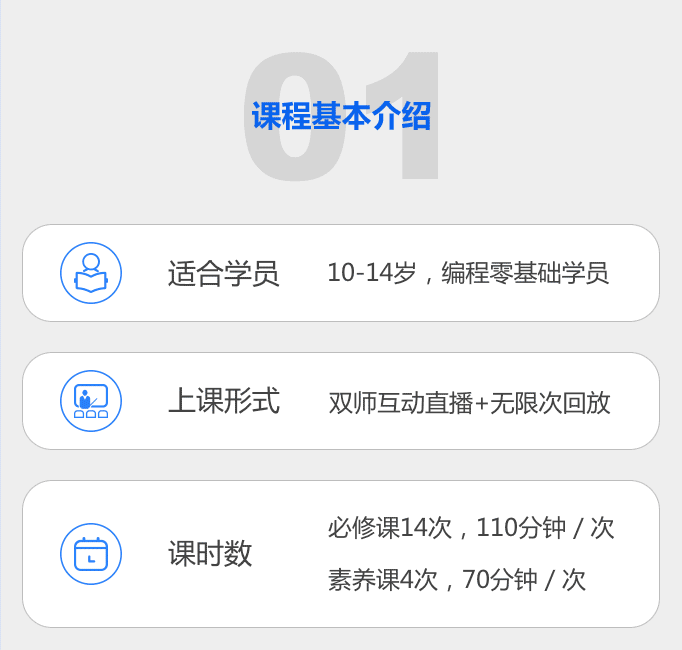 01
课程基本介绍
适合学员
10-14岁，编程零基础学员
上课形式
双师互动直播+无限次回放
课时数
必修课14次，110分钟 / 次
素养课4次，70分钟 / 次